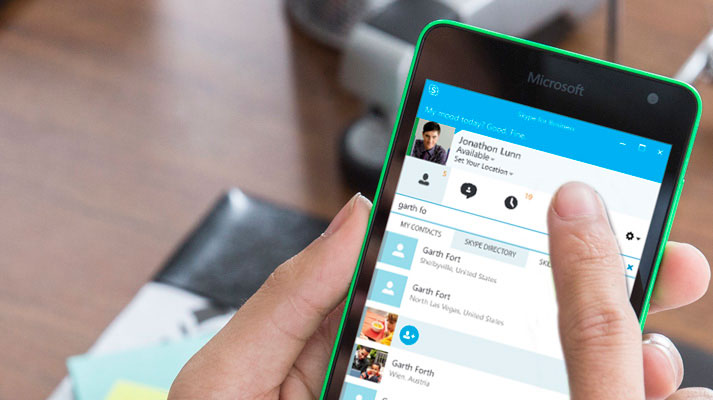 Microsoft
Skype for Business
My mood today? Good. Fine.
Jonathon Lunn
Available
Set Your Location
5
10
garth fo
MY CONTACTS
SKYPE DIRECTORY
Garth Fort
Shelbyville, United States
Garth Fort
North Las Vegas, United States
Garth Forth
Wien, Austria